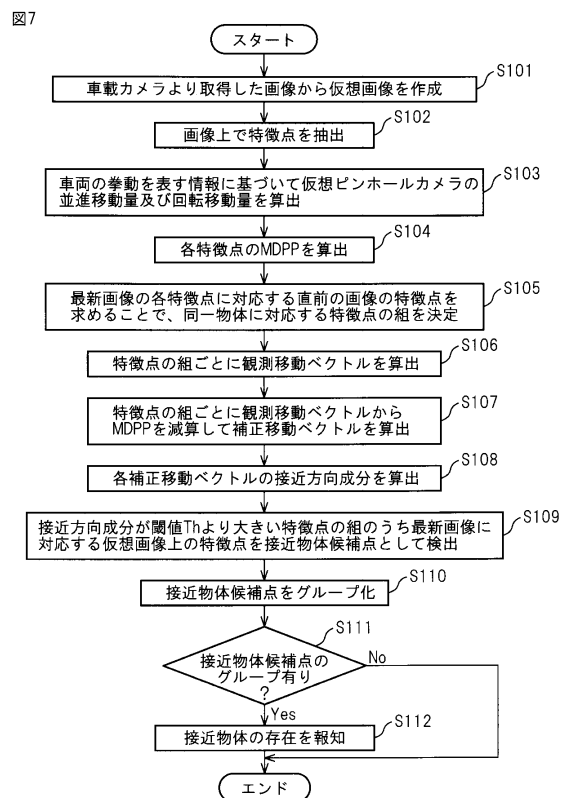 図7
スタート
S101
車載カメラより取得した画像から仮想画像を作成
S102
画像上で特徴点を抽出
S103
車両の挙動を表す情報に基づいて仮想ピンホールカメラの
並進移動量及び回転移動量を算出
S104
各特徴点のMDPPを算出
S105
最新画像の各特徴点に対応する直前の画像の特徴点を
求めることで、同一物体に対応する特徴点の組を決定
S106
特徴点の組ごとに観測移動ベクトルを算出
S107
特徴点の組ごとに観測移動ベクトルから
MDPPを減算して補正移動ベクトルを算出
S108
各補正移動ベクトルの接近方向成分を算出
S109
接近方向成分が閾値Thより大きい特徴点の組のうち最新画像に
対応する仮想画像上の特徴点を接近物体候補点として検出
S110
接近物体候補点をグループ化
S111
接近物体候補点の
グループ有り
?
No
Yes
S112
接近物体の存在を報知
エンド